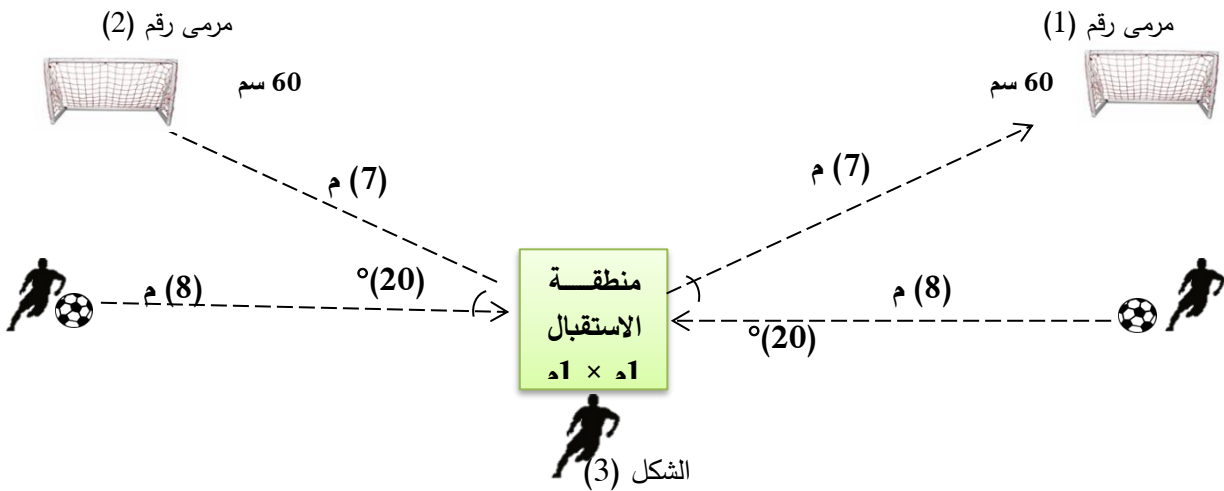 مرمى رقم (1)
مرمى رقم (2)
60 سم
60 سم
(7) م
(7) م
(8) م
(20)°
منطقــــة
الاستقبال
1م × 1م
(8) م
(20)°
الشكل (3)